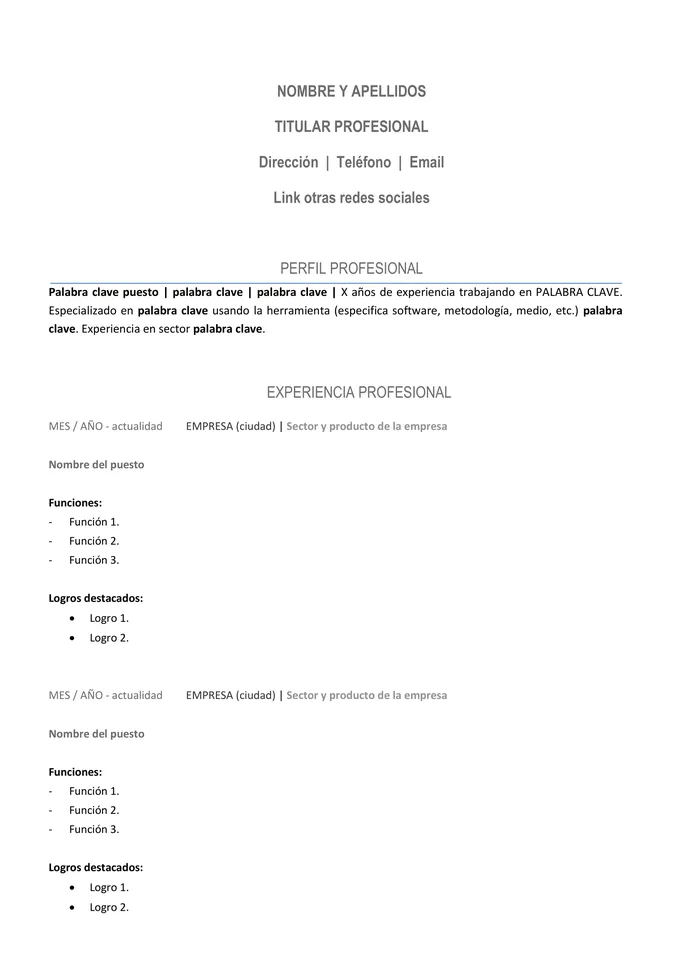 NOMBRE Y APELLIDOS
TITULAR PROFESIONAL
Dirección | Teléfono | Email
Link otras redes sociales
PERFIL PROFESIONAL
Palabra clave puesto | palabra clave | palabra clave | X años de experiencia trabajando en PALABRA CLAVE.
Especializado en palabra clave usando la herramienta (especifica software, metodología, medio, etc.) palabra
clave. Experiencia en sector palabra clave.
EXPERIENCIA PROFESIONAL
MES / AÑO - actualidad EMPRESA (ciudad) | Sector y producto de la empresa
Nombre del puesto
Funciones:
- Función 1.
- Función 2.
- Función 3.
Logros destacados:
• Logro 1.
• Logro 2.
MES / AÑO - actualidad EMPRESA (ciudad) | Sector y producto de la empresa
Nombre del puesto
Funciones:
- Función 1.
- Función 2.
- Función 3.
Logros destacados:
• Logro 1.
• Logro 2.